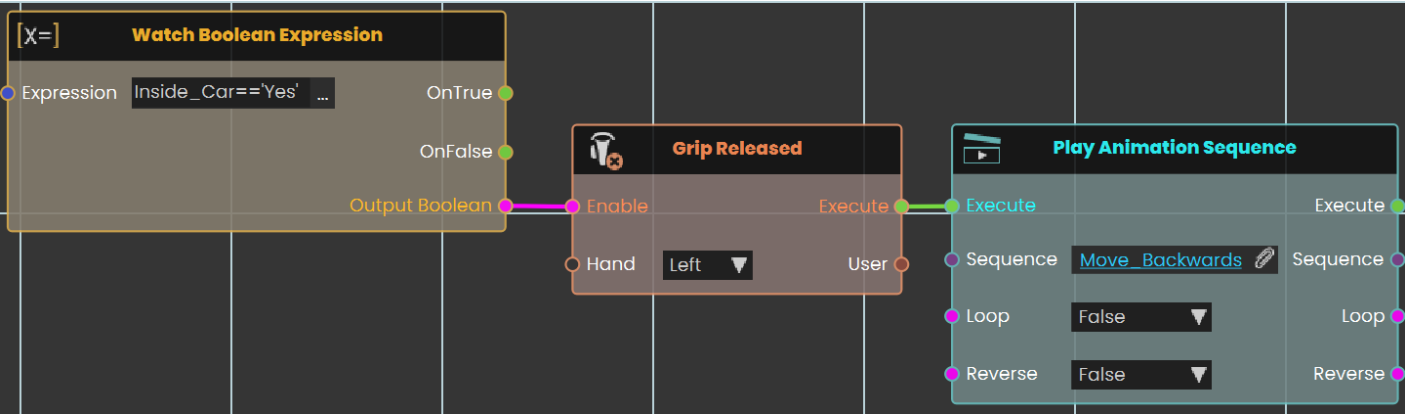 [X=] Watch Boolean Expression
Expression Inside_Car=='Yes' ... OnTrue
OnFalse
Output Boolean
Grip Released
Enable Execute
Hand Left User
Play Animation Sequence
Execute Execute
Sequence Move_Backwards Sequence
Loop False Loop
Reverse False Reverse